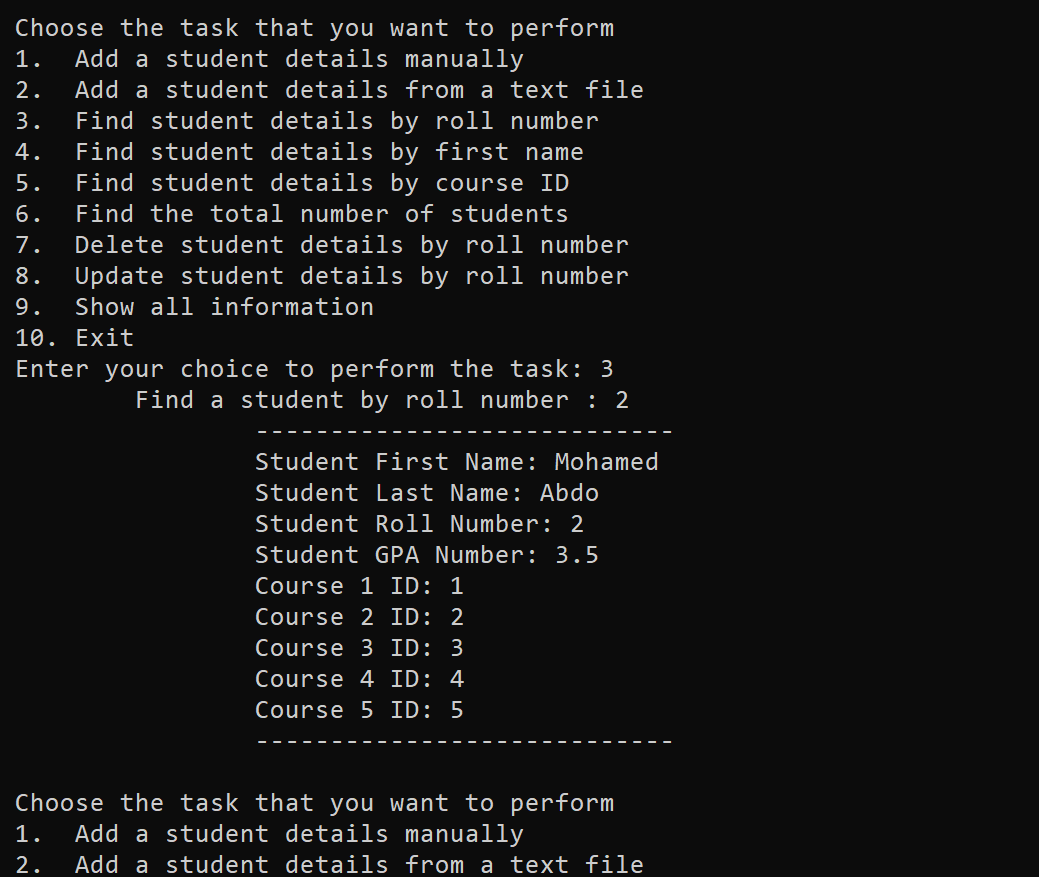 Choose the task that you want to perform
1.  Add a student details manually
2.  Add a student details from a text file
3.  Find student details by roll number
4.  Find student details by first name
5.  Find student details by course ID
6.  Find the total number of students
7.  Delete student details by roll number
8.  Update student details by roll number
9.  Show all information
10. Exit
Enter your choice to perform the task: 3
        Find a student by roll number : 2
                ----------------------------
                Student First Name: Mohamed
                Student Last Name: Abdo
                Student Roll Number: 2
                Student GPA Number: 3.5
                Course 1 ID: 1
                Course 2 ID: 2
                Course 3 ID: 3
                Course 4 ID: 4
                Course 5 ID: 5
                ----------------------------

Choose the task that you want to perform
1.  Add a student details manually
2.  Add a student details from a text file